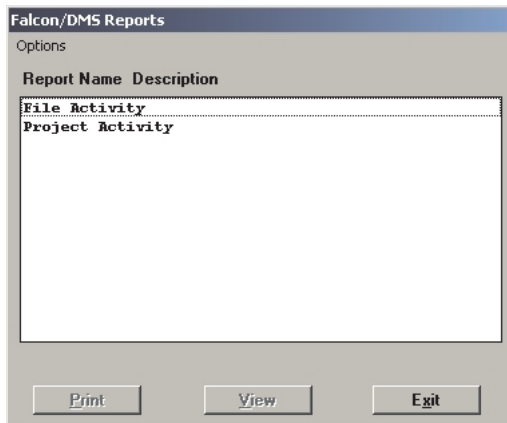 Falcon/DMS Reports
Options
Report Name Description
File Activity
Project Activity
Print View Exit